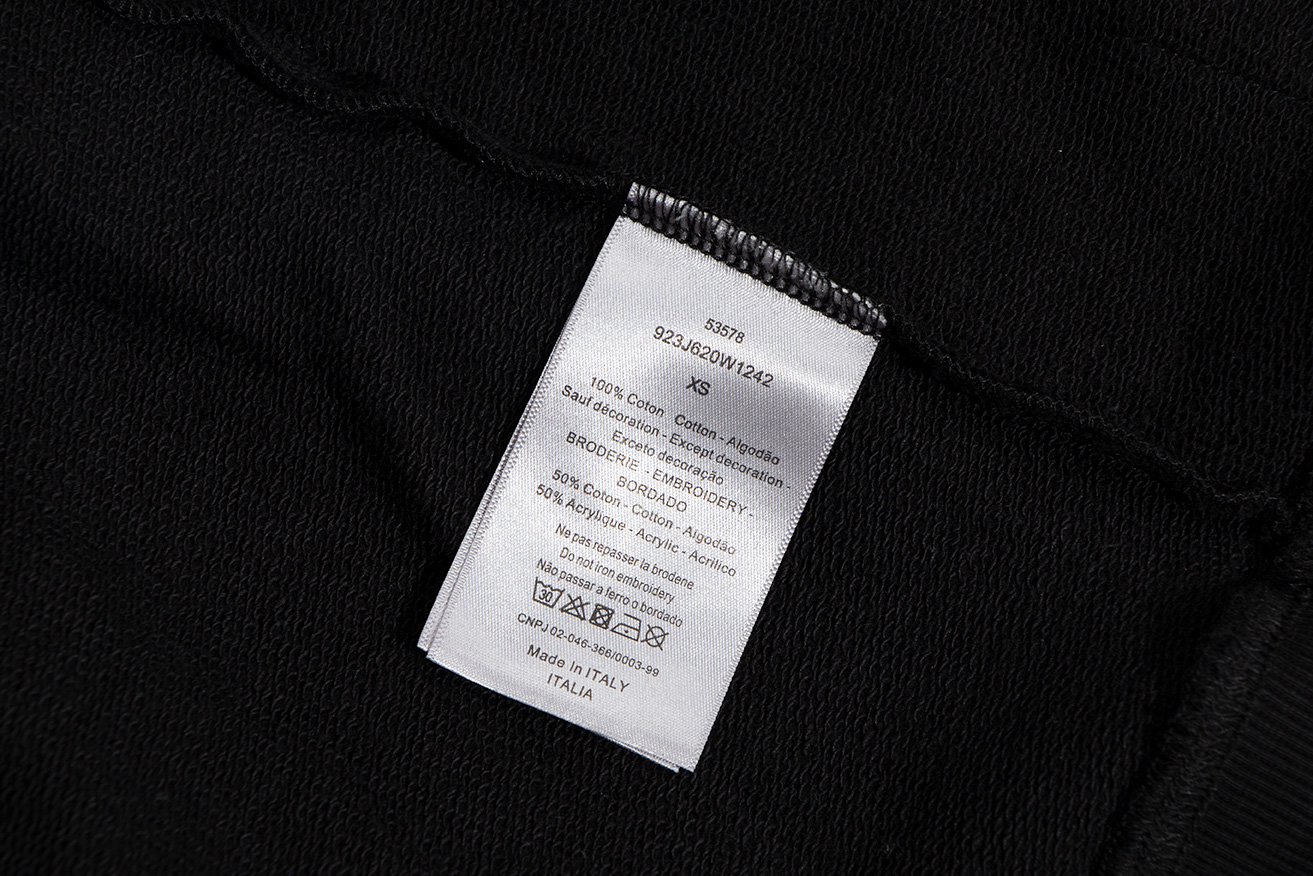 53578
923J620W1242
XS
100% Coton Cotton - Algodão
Sauf décoration - Except decoration -
Exceto decoração
BRODERIE - EMBROIDERY -
BORDADO
50% Coton - Cotton - Algodão
50% Acrylique - Acrylic - Acrilico
Ne pas repasser la brodene
Do not iron embroidery
Não passar a ferro o bordado
30
CNPJ 02-046-366/0003-99
Made In ITALY
ITALIA